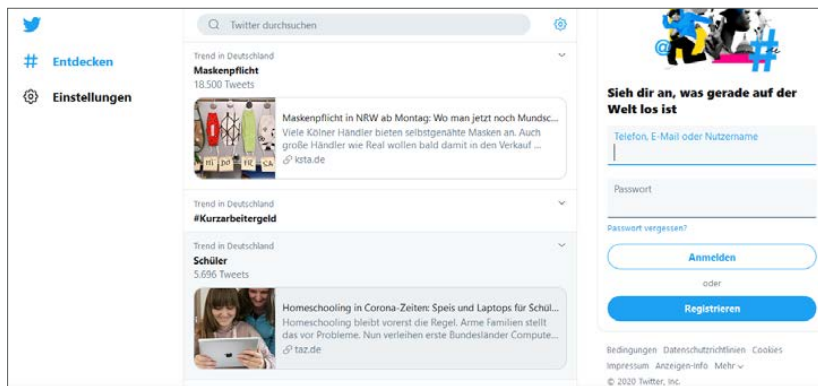 Twitter durchsuchen
Entdecken
Einstellungen
Trend in Deutschland
Maskenpflicht
18.500 Tweets
Maskenpflicht in NRW ab Montag: Wo man jetzt noch Mundsc...
Viele Kölner Händler bieten selbstgenähte Masken an. Auch
große Händler wie Real wollen bald damit in den Verkauf ...
ksta.de
Trend in Deutschland
#Kurzarbeitergeld
Trend in Deutschland
Schüler
5.696 Tweets
Homeschooling in Corona-Zeiten: Speis und Laptops für Schül...
Homeschooling bleibt vorerst die Regel. Arme Familien stellt
das vor Probleme. Nun verleihen erste Bundesländer Compute...
taz.de
Sieh dir an, was gerade auf der
Welt los ist
Telefon, E-Mail oder Nutzername
Passwort
Passwort vergessen?
Anmelden
oder
Registrieren
Bedingungen Datenschutzrichtlinien Cookies
Impressum Anzeigen-Info Mehr
© 2020 Twitter, Inc.